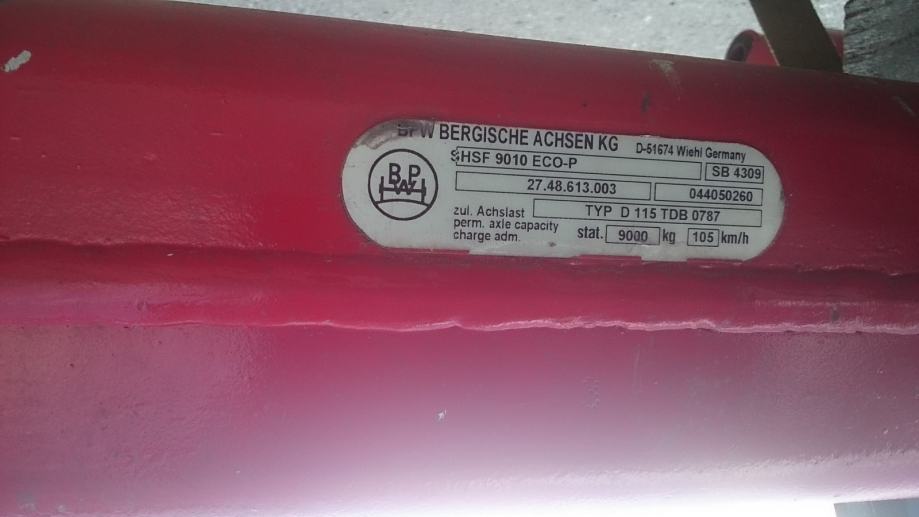 BPW BERGISCHE ACHSEN KG D-51674 Wiehl Germany
SHSF 9010 ECO-P SB 4309
27.48.613.003 044050260
TYP D 115 TDB 0787
zul. Achslast
perm. axle capacity
charge adm. stat. 9000 kg 105 km/h
BPW